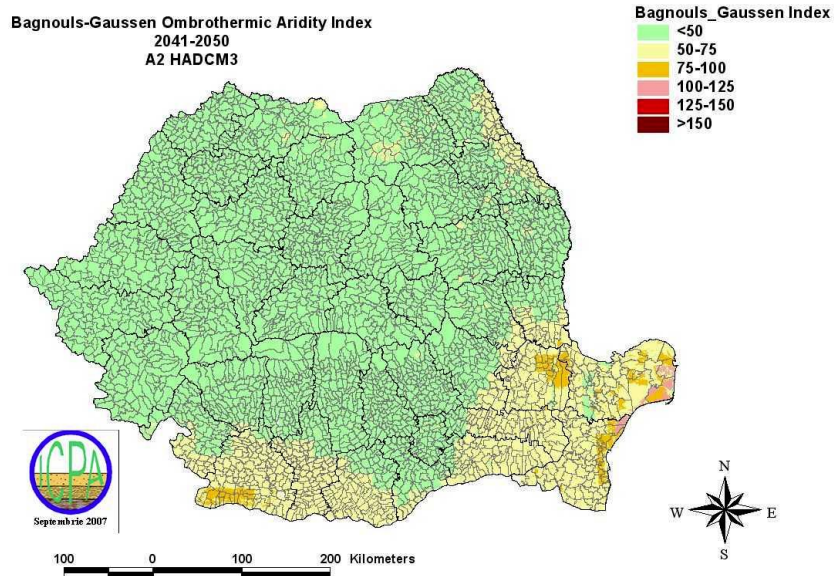 Bagnouls-Gaussen Ombrothermic Aridity Index
2041-2050
A2 HADCM3
Bagnouls_Gaussen Index
<50
50-75
75-100
100-125
125-150
>150
ICPA
Septembrie 2007
N
W E
S
100 0 100 200 Kilometers